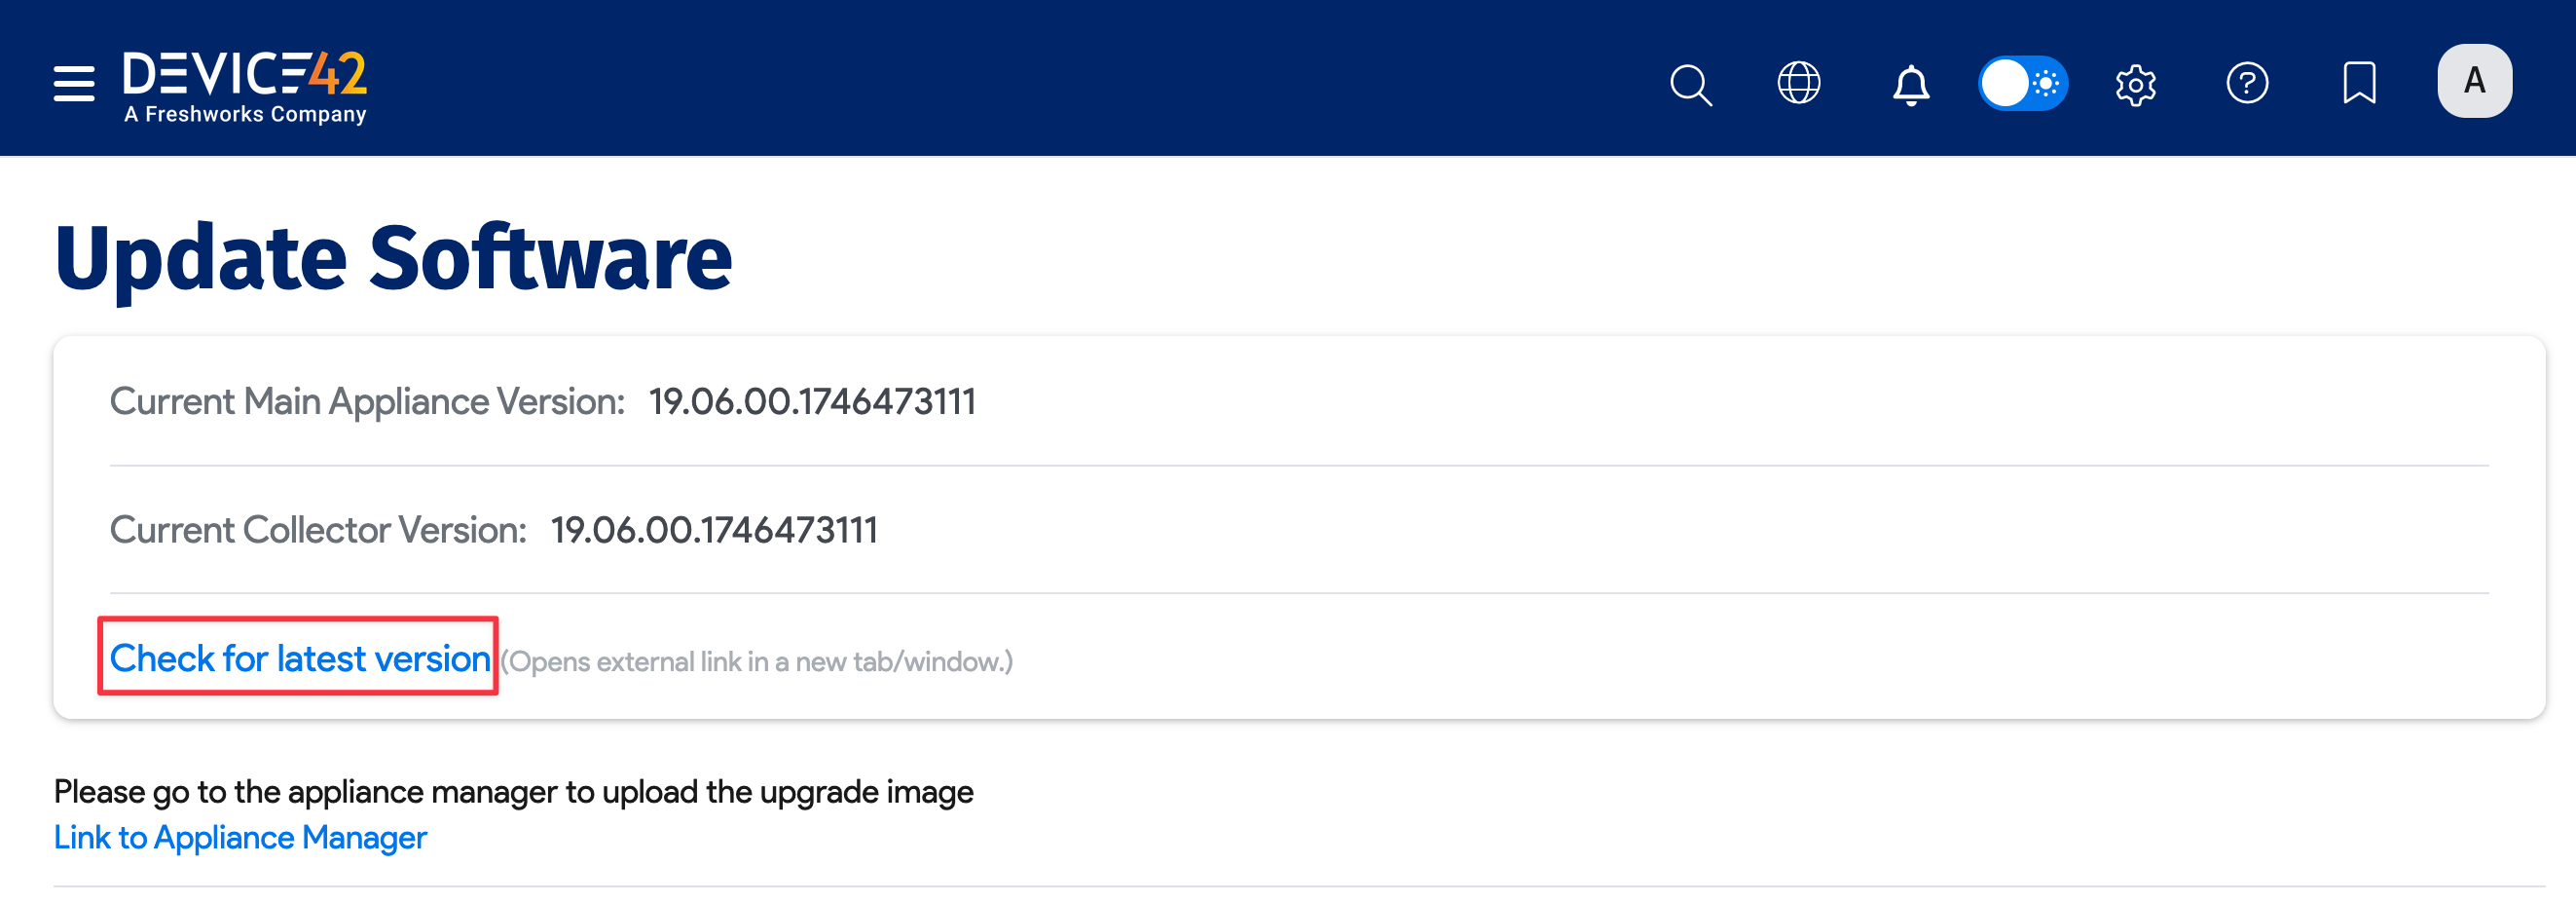 DEVICE42
A Freshworks Company
A
Update Software
Current Main Appliance Version: 19.06.00.1746473111
Current Collector Version: 19.06.00.1746473111
Check for latest version (Opens external link in a new tab/window.)
Please go to the appliance manager to upload the upgrade image
Link to Appliance Manager